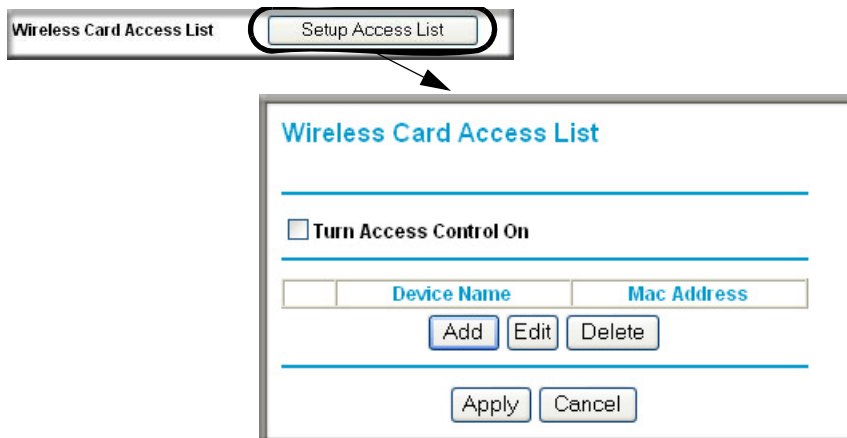 Wireless Card Access List Setup Access List
Wireless Card Access List
Turn Access Control On
Device Name Mac Address
Add Edit Delete
Apply Cancel